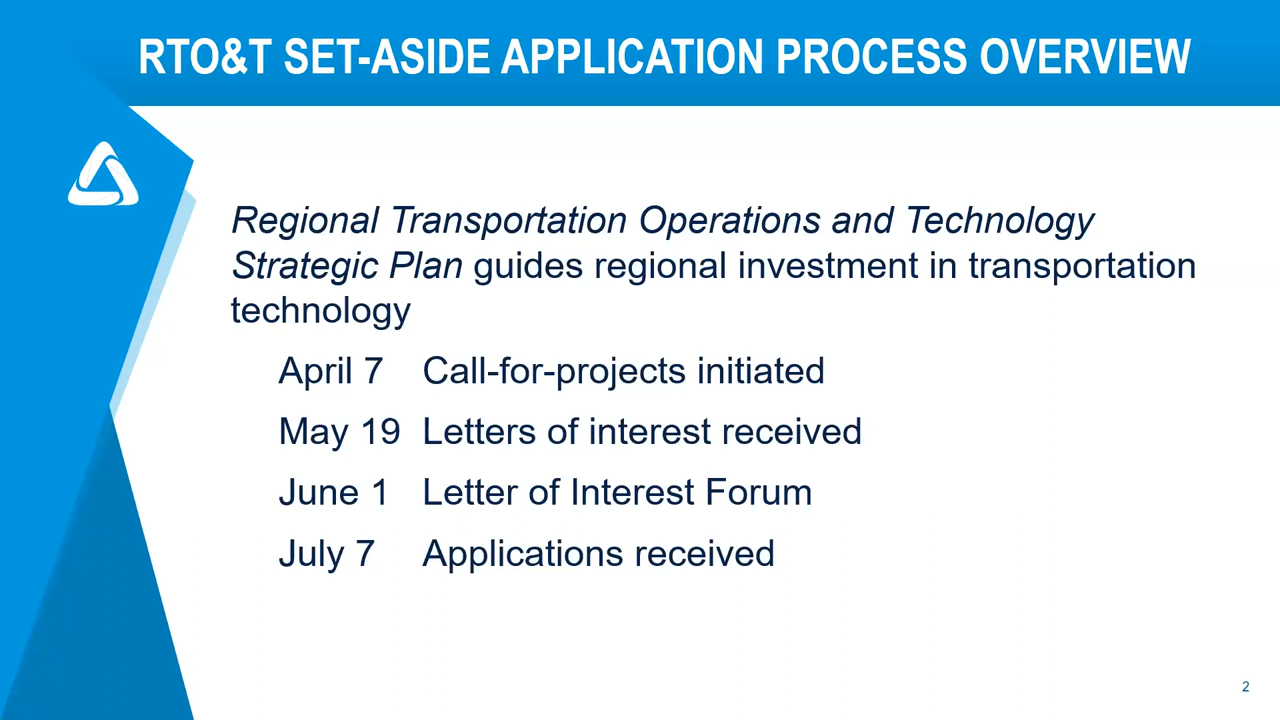 RTO&T SET-ASIDE APPLICATION PROCESS OVERVIEW
Regional Transportation Operations and Technology
Strategic Plan guides regional investment in transportation
technology
April 7 Call-for-projects initiated
May 19 Letters of interest received
June 1 Letter of Interest Forum
July 7 Applications received
2